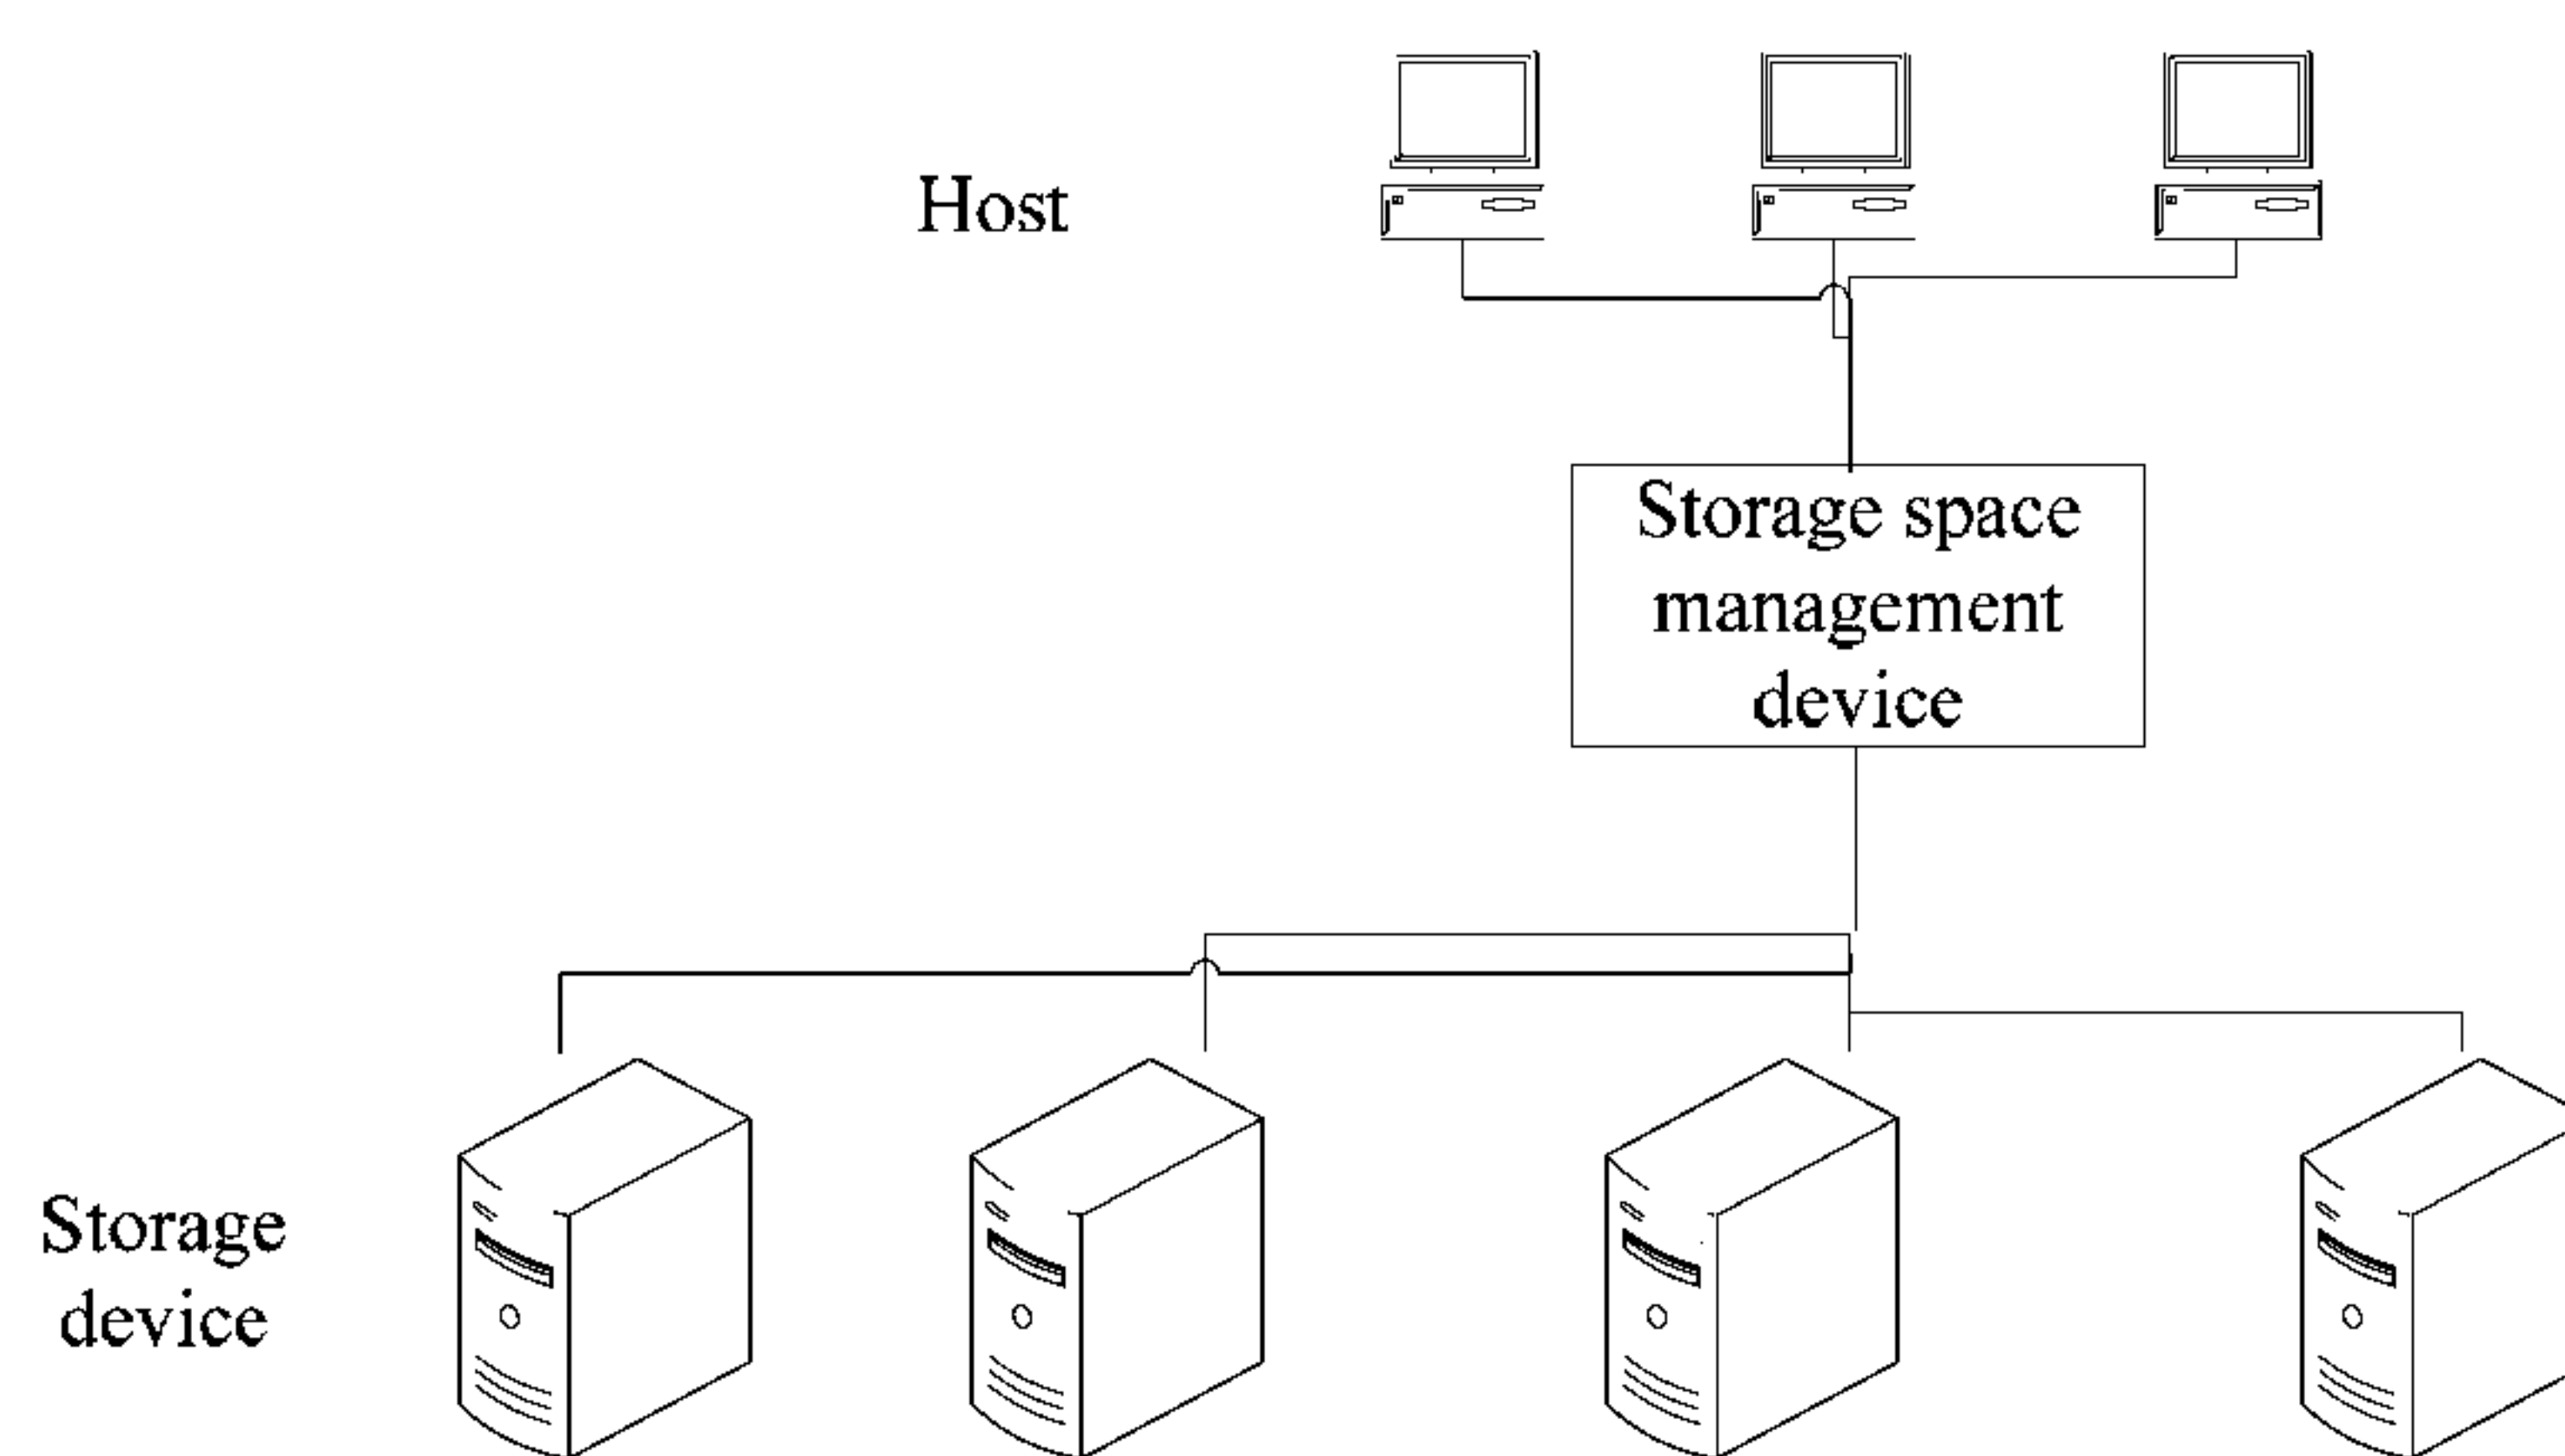 Host
Storage space
management
device
Storage
device